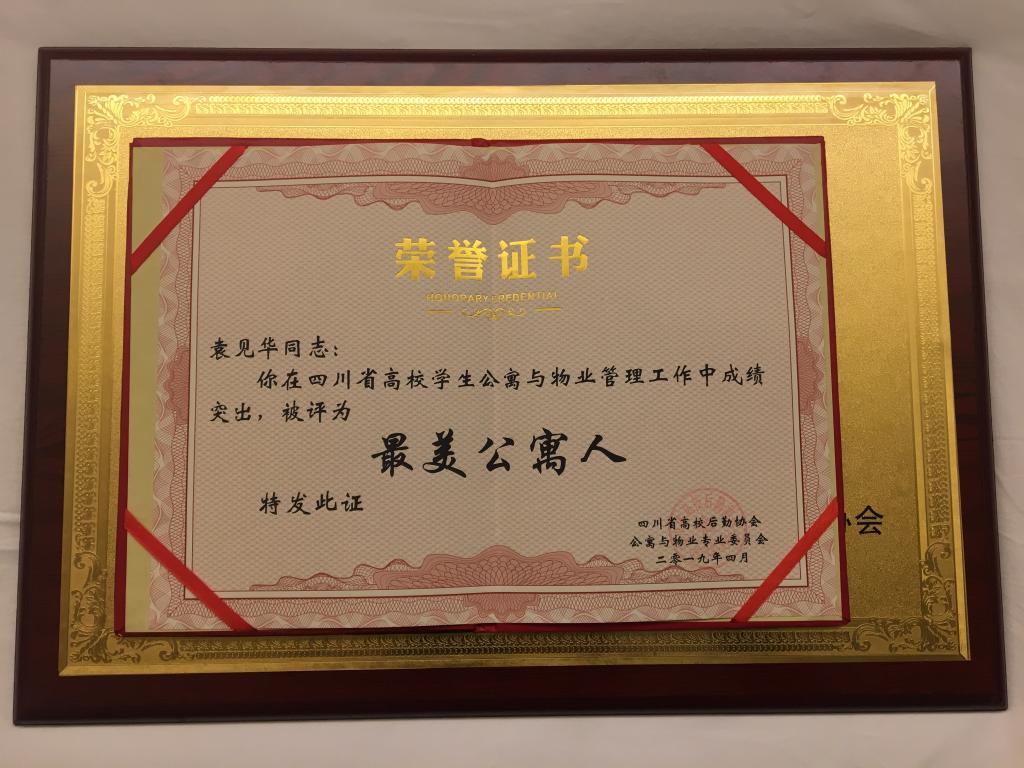 荣誉证书
HONORARY CREDENTIAL
袁见华同志：
你在四川省高校学生公寓与物业管理工作中成绩
突出，被评为
最美公寓人
特发此证
四川省高校后勤协会
公寓与物业专业委员会
二零一九年四月
会